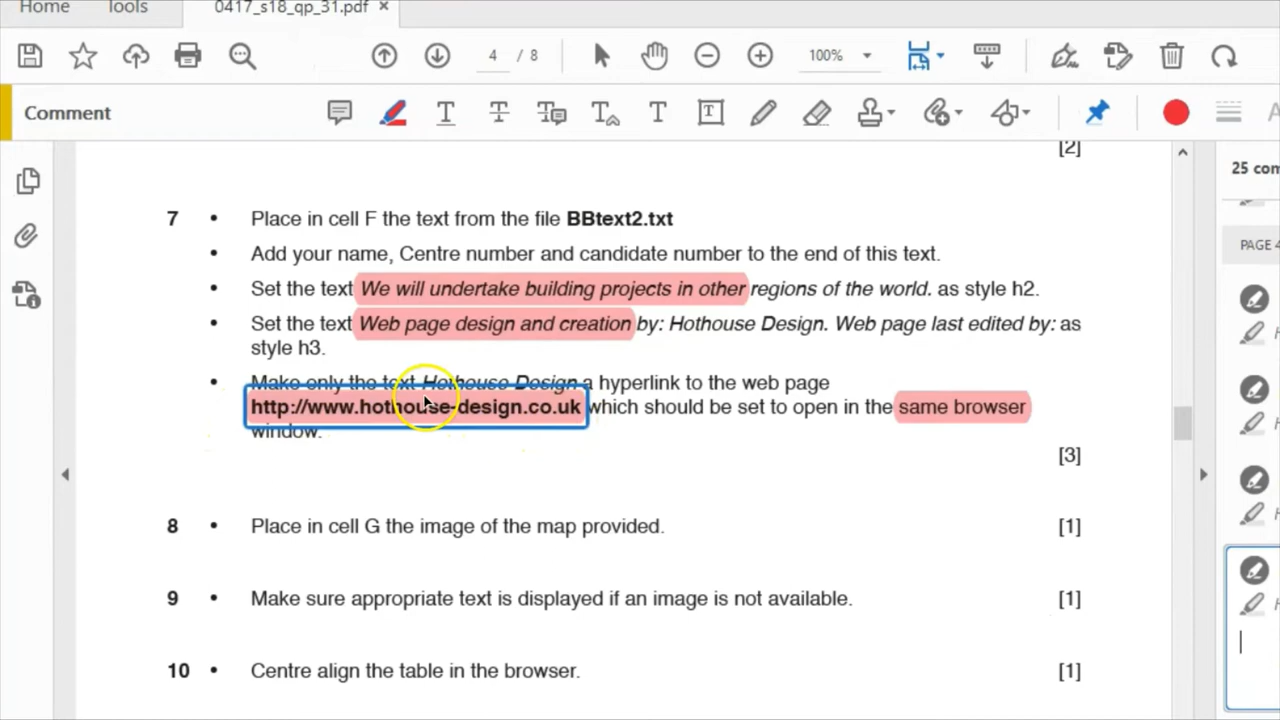 Home Tools 0417_s18_qp_31.pdf ×
4 / 8 100%
Comment
[2]
25 com
PAGE 4
7 • Place in cell F the text from the file BBtext2.txt
• Add your name, Centre number and candidate number to the end of this text.
• Set the text We will undertake building projects in other regions of the world. as style h2.
• Set the text Web page design and creation by: Hothouse Design. Web page last edited by: as
style h3.
• Make only the text Hothouse Design a hyperlink to the web page
http://www.hothouse-design.co.uk which should be set to open in the same browser
window.
[3]
8 • Place in cell G the image of the map provided. [1]
9 • Make sure appropriate text is displayed if an image is not available. [1]
10 • Centre align the table in the browser. [1]